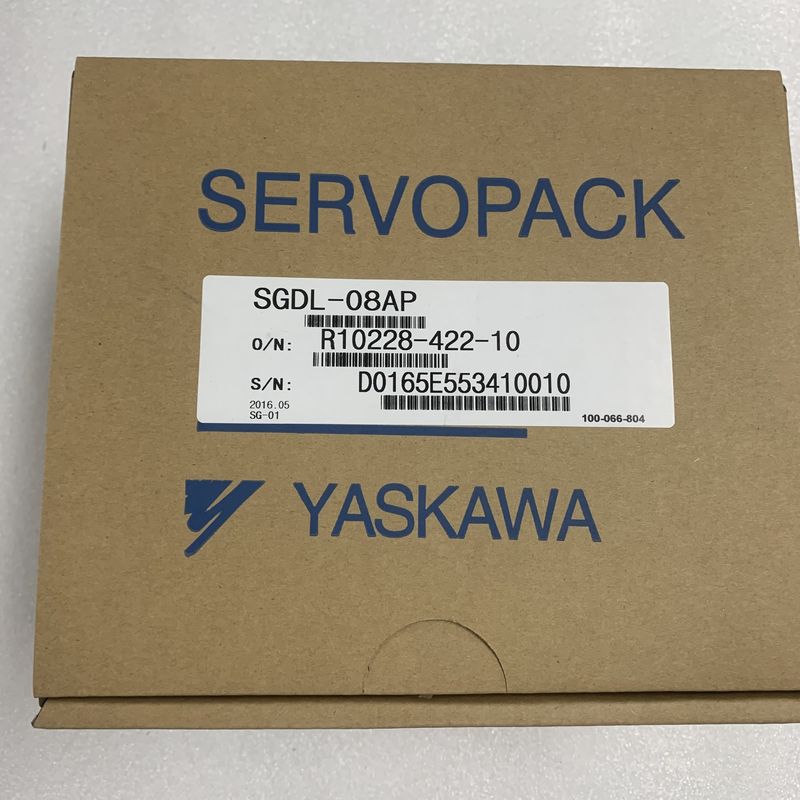 SERVOPACK
SGDL-08AP
O/N: R10228-422-10
S/N: D0165E553410010
2016.05
SG-01 100-066-804
YASKAWA